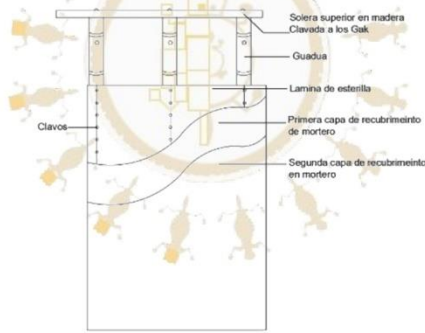 Solera superior en madera
Clavada a los Gak
Guadua
Lamina de esterilla
Clavos
Primera capa de recubrimeinto
de mortero
Segunda capa de recubrimeinto
en mortero